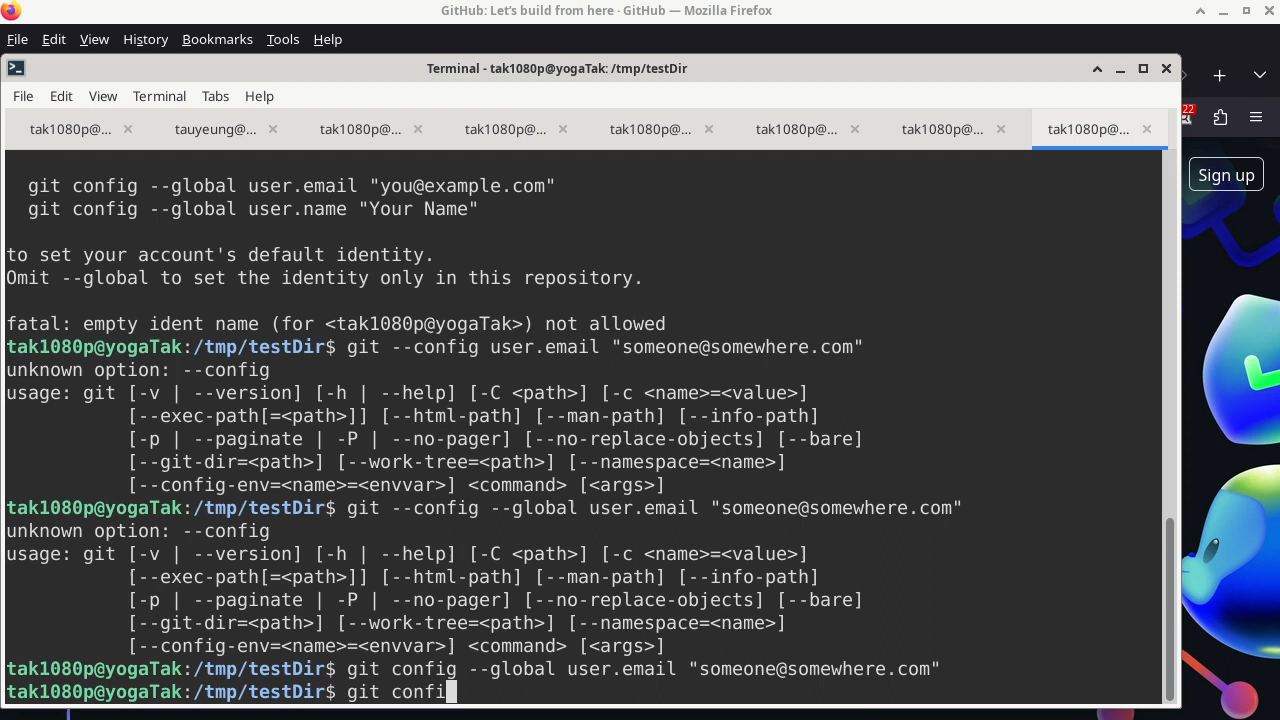 GitHub: Let's build from here · GitHub — Mozilla Firefox
File Edit View History Bookmarks Tools Help
Terminal - tak1080p@yogaTak: /tmp/testDir
File Edit View Terminal Tabs Help
22
tak1080p@... tauyeung@... tak1080p@... tak1080p@... tak1080p@... tak1080p@... tak1080p@... tak1080p@...
Sign up
git config --global user.email "you@example.com"
git config --global user.name "Your Name"
to set your account's default identity.
Omit --global to set the identity only in this repository.
fatal: empty ident name (for <tak1080p@yogaTak>) not allowed
tak1080p@yogaTak:/tmp/testDir$ git --config user.email "someone@somewhere.com"
unknown option: --config
usage: git [-v | --version] [-h | --help] [-C <path>] [-c <name>=<value>]
[--exec-path[=<path>]] [--html-path] [--man-path] [--info-path]
[-p | --paginate | -P | --no-pager] [--no-replace-objects] [--bare]
[--git-dir=<path>] [--work-tree=<path>] [--namespace=<name>]
[--config-env=<name>=<envvar>] <command> [<args>]
tak1080p@yogaTak:/tmp/testDir$ git --config --global user.email "someone@somewhere.com"
unknown option: --config
usage: git [-v | --version] [-h | --help] [-C <path>] [-c <name>=<value>]
[--exec-path[=<path>]] [--html-path] [--man-path] [--info-path]
[-p | --paginate | -P | --no-pager] [--no-replace-objects] [--bare]
[--git-dir=<path>] [--work-tree=<path>] [--namespace=<name>]
[--config-env=<name>=<envvar>] <command> [<args>]
tak1080p@yogaTak:/tmp/testDir$ git config --global user.email "someone@somewhere.com"
tak1080p@yogaTak:/tmp/testDir$ git confi